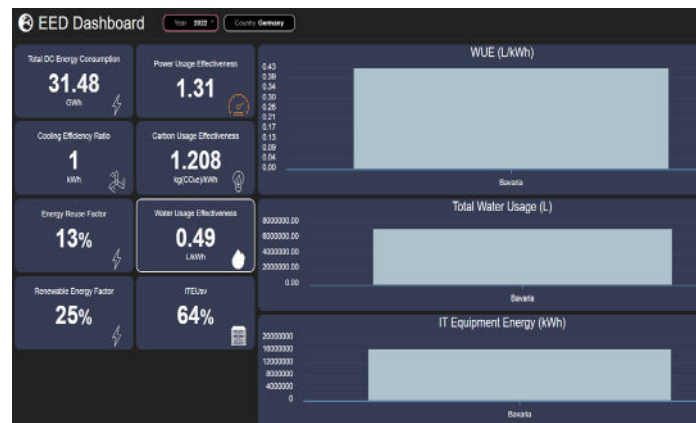 EED Dashboard
Year 2022
Country Germany
Total DC Energy Consumption
31.48
GWh
Power Usage Effectiveness
1.31
Cooling Efficiency Ratio
1
kWh
Carbon Usage Effectiveness
1.208
kg(CO₂e)/kWh
Energy Reuse Factor
13%
Water Usage Effectiveness
0.49
L/kWh
Renewable Energy Factor
25%
ITEUsv
64%
WUE (L/kWh)
0.43
0.39
0.34
0.30
0.26
0.21
0.17
0.13
0.09
0.04
0.00
Bavaria
Total Water Usage (L)
8000000.00
6000000.00
4000000.00
2000000.00
0.00
Bavaria
IT Equipment Energy (kWh)
20000000
16000000
12000000
8000000
4000000
0
Bavaria